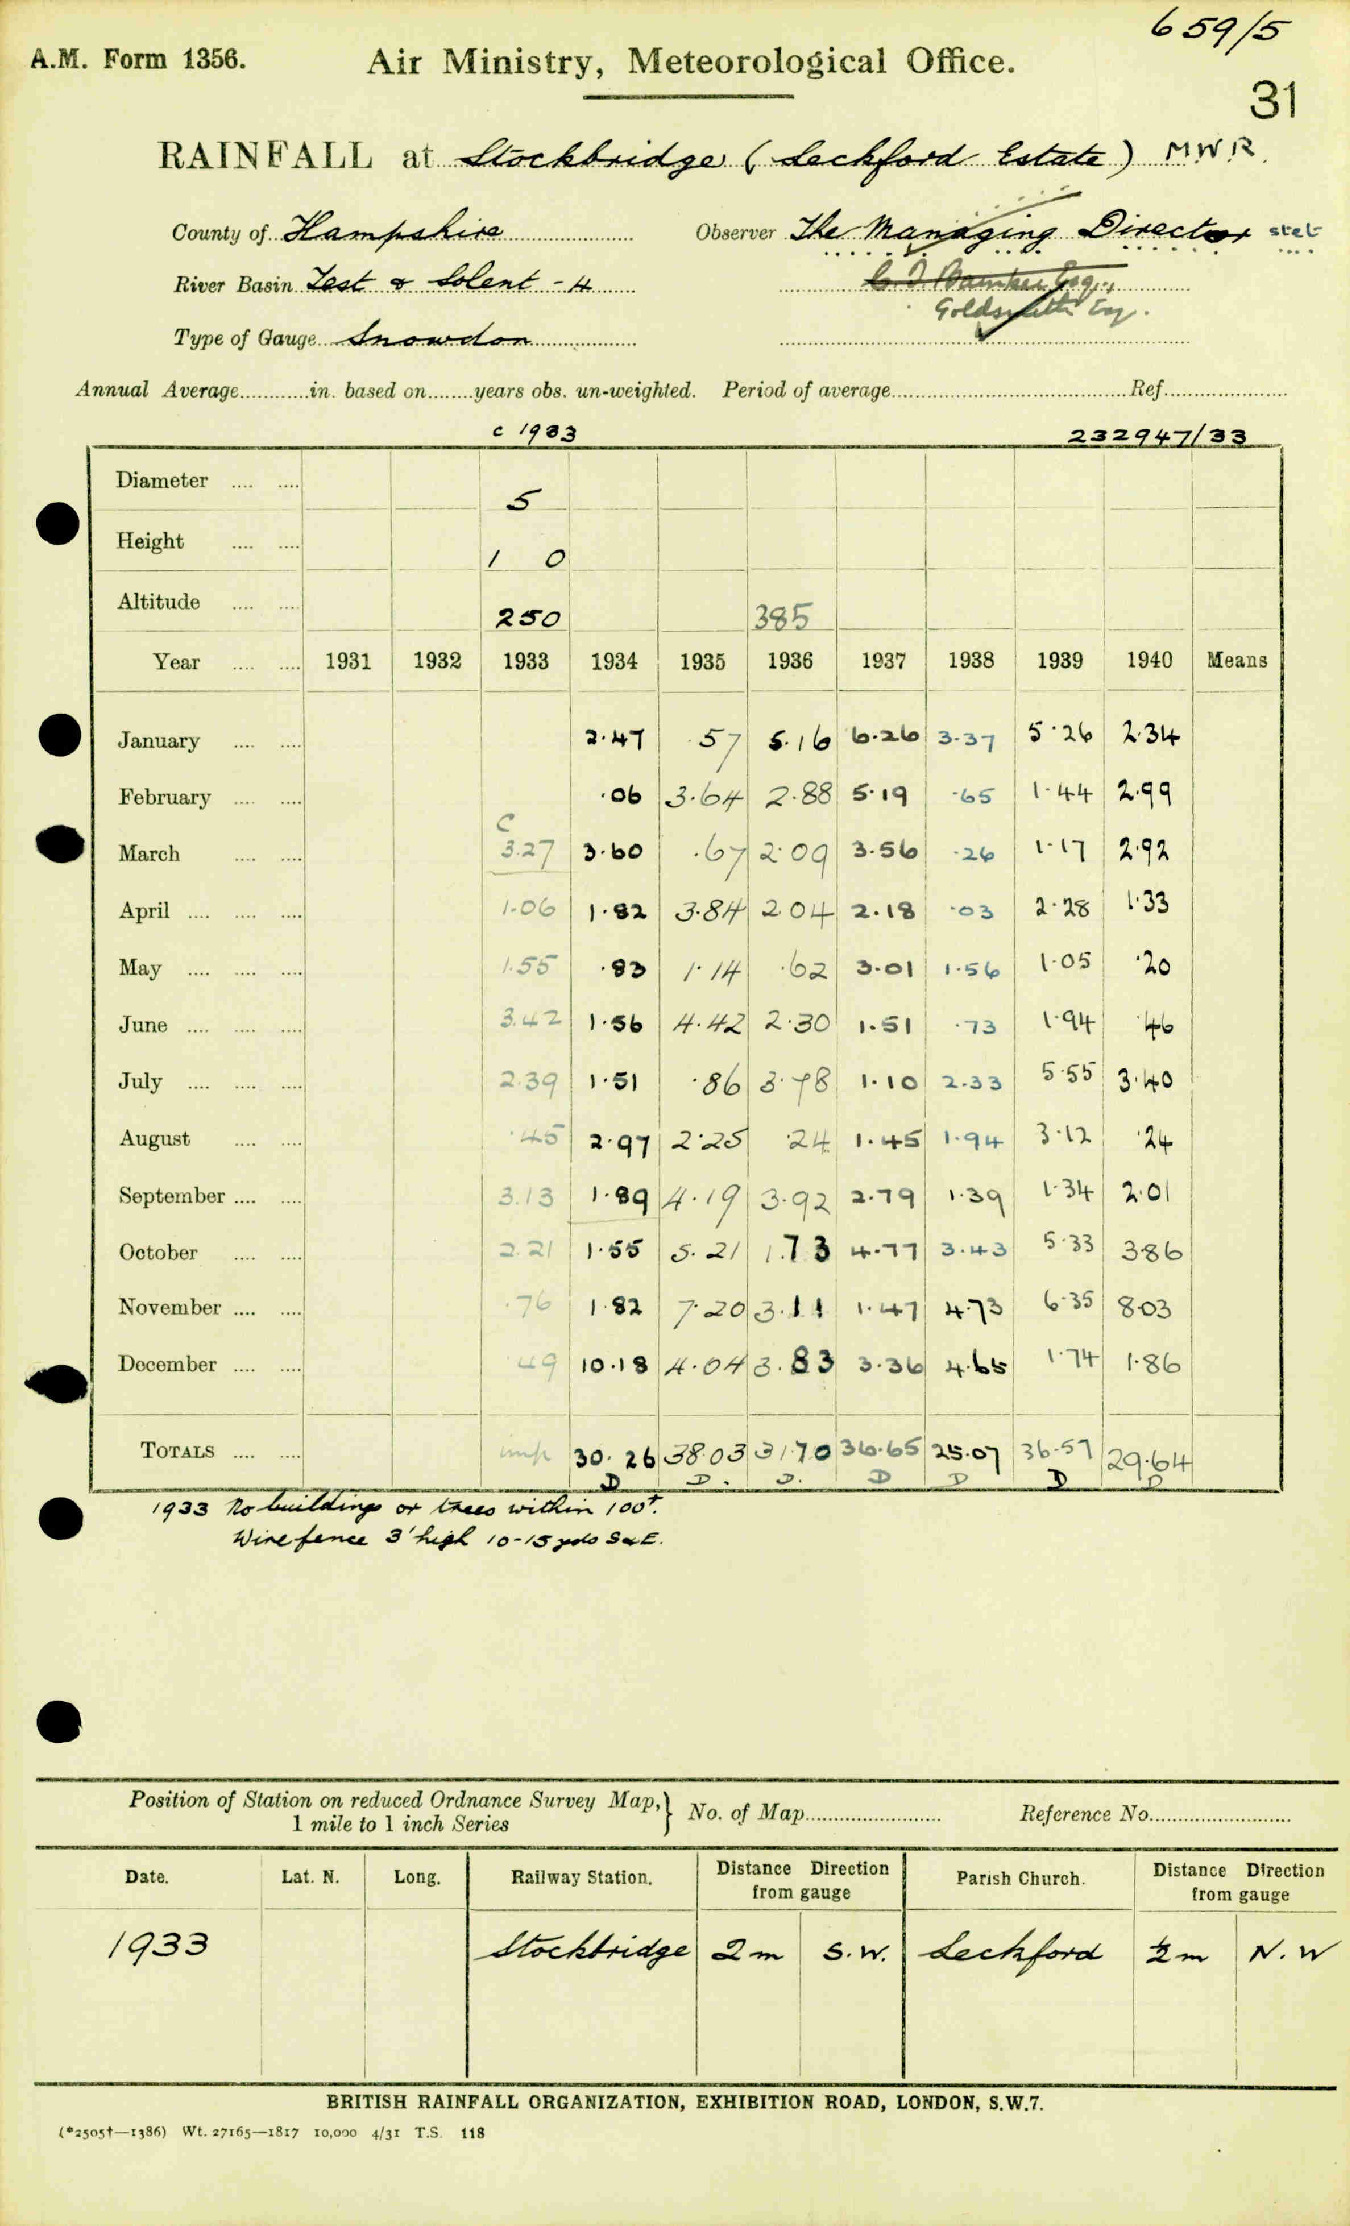 659/5
A.M. Form 1356. Air Ministry, Meteorological Office.
31
RAINFALL at Stockbridge (Leckford Estate) M.W.R.
County of Hampshire Observer The Managing Director stet
River Basin Test & Solent - 4
Goldsmith Esq.
Type of Gauge Snowdon
Annual Average............in. based on........years obs. un-weighted. Period of average........................................Ref......................
c 1933 232947/33
Diameter .... .... 5
Height .... .... 1 0
Altitude .... .... 250 385
Year .... .... 1931 1932 1933 1934 1935 1936 1937 1938 1939 1940 Means
January .... .... 2.47 .57 5.16 6.26 3.37 5.26 2.34
February .... .... .06 3.64 2.88 5.19 .65 1.44 2.99
C
March .... .... 3.27 3.60 .67 2.09 3.56 .26 1.17 2.92
April .... .... .... 1.06 1.82 3.84 2.04 2.18 .03 2.28 1.33
May .... .... .... 1.55 .83 1.14 .62 3.01 1.56 1.05 .20
June .... .... .... 3.42 1.56 4.42 2.30 1.51 .73 1.94 .46
July .... .... .... 2.39 1.51 .86 3.78 1.10 2.33 5.55 3.40
August .... .... .45 2.97 2.25 .24 1.45 1.94 3.12 .24
September .... .... 3.13 1.89 4.19 3.92 2.79 1.39 1.34 2.01
October .... .... 2.21 1.55 5.21 1.73 4.77 3.43 5.33 3.86
November .... .... .76 1.82 7.20 3.11 1.47 4.73 6.35 8.03
December .... .... .49 10.18 4.04 3.83 3.36 4.65 1.74 1.86
TOTALS .... .... imp 30.26 38.03 31.70 36.65 25.07 36.57 29.64
D D. D. D D D D
1933 No buildings or trees within 100ft.
Wire fence 3' high 10-15 yds S & E.
Position of Station on reduced Ordnance Survey Map,} No. of Map........................ Reference No.........................
1 mile to 1 inch Series
Date. Lat. N. Long. Railway Station. Distance Direction from gauge Parish Church. Distance Direction from gauge
1933 Stockbridge 2 m S.W. Leckford ½ m N.W
BRITISH RAINFALL ORGANIZATION, EXHIBITION ROAD, LONDON, S.W.7.
(*2505†—1386) Wt. 27165—1817 10,000 4/31 T.S. 118